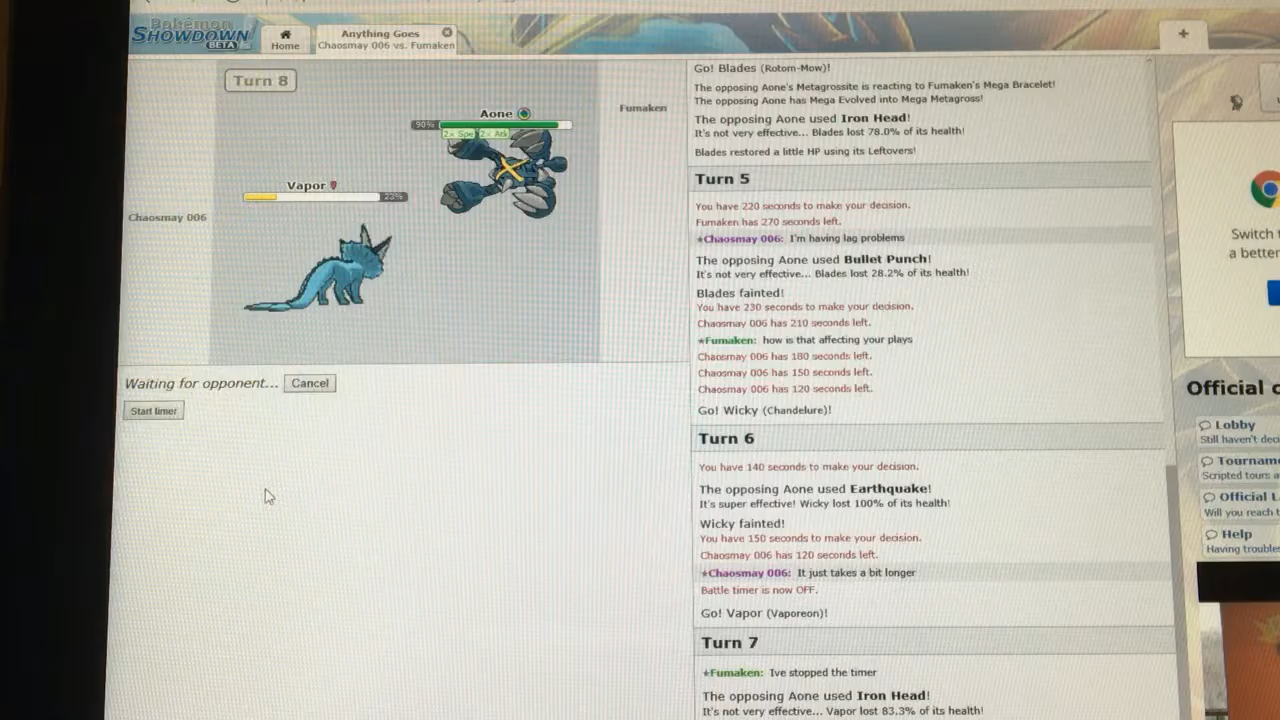 Pokémon
SHOWDOWN
BETA
Home
Anything Goes
Chaosmay 006 vs. Fumaken
+
Turn 8
Aone
90%
2× Spe 2× Atk
Vapor
23%
Chaosmay 006
Fumaken
Waiting for opponent... Cancel
Start timer
Go! Blades (Rotom-Mow)!
The opposing Aone's Metagrossite is reacting to Fumaken's Mega Bracelet!
The opposing Aone has Mega Evolved into Mega Metagross!
The opposing Aone used Iron Head!
It's not very effective... Blades lost 78.0% of its health!
Blades restored a little HP using its Leftovers!
Turn 5
You have 220 seconds to make your decision.
Fumaken has 270 seconds left.
★Chaosmay 006: I'm having lag problems
The opposing Aone used Bullet Punch!
It's not very effective... Blades lost 28.2% of its health!
Blades fainted!
You have 230 seconds to make your decision.
Chaosmay 006 has 210 seconds left.
★Fumaken: how is that affecting your plays
Chaosmay 006 has 180 seconds left.
Chaosmay 006 has 150 seconds left.
Chaosmay 006 has 120 seconds left.
Go! Wicky (Chandelure)!
Turn 6
You have 140 seconds to make your decision.
The opposing Aone used Earthquake!
It's super effective! Wicky lost 100% of its health!
Wicky fainted!
You have 150 seconds to make your decision.
Chaosmay 006 has 120 seconds left.
★Chaosmay 006: It just takes a bit longer
Battle timer is now OFF.
Go! Vapor (Vaporeon)!
Turn 7
★Fumaken: Ive stopped the timer
The opposing Aone used Iron Head!
It's not very effective... Vapor lost 83.3% of its health!
Switch
a better
Official
Lobby
Still haven't
Scripted tours
Official
Will you reach
Help